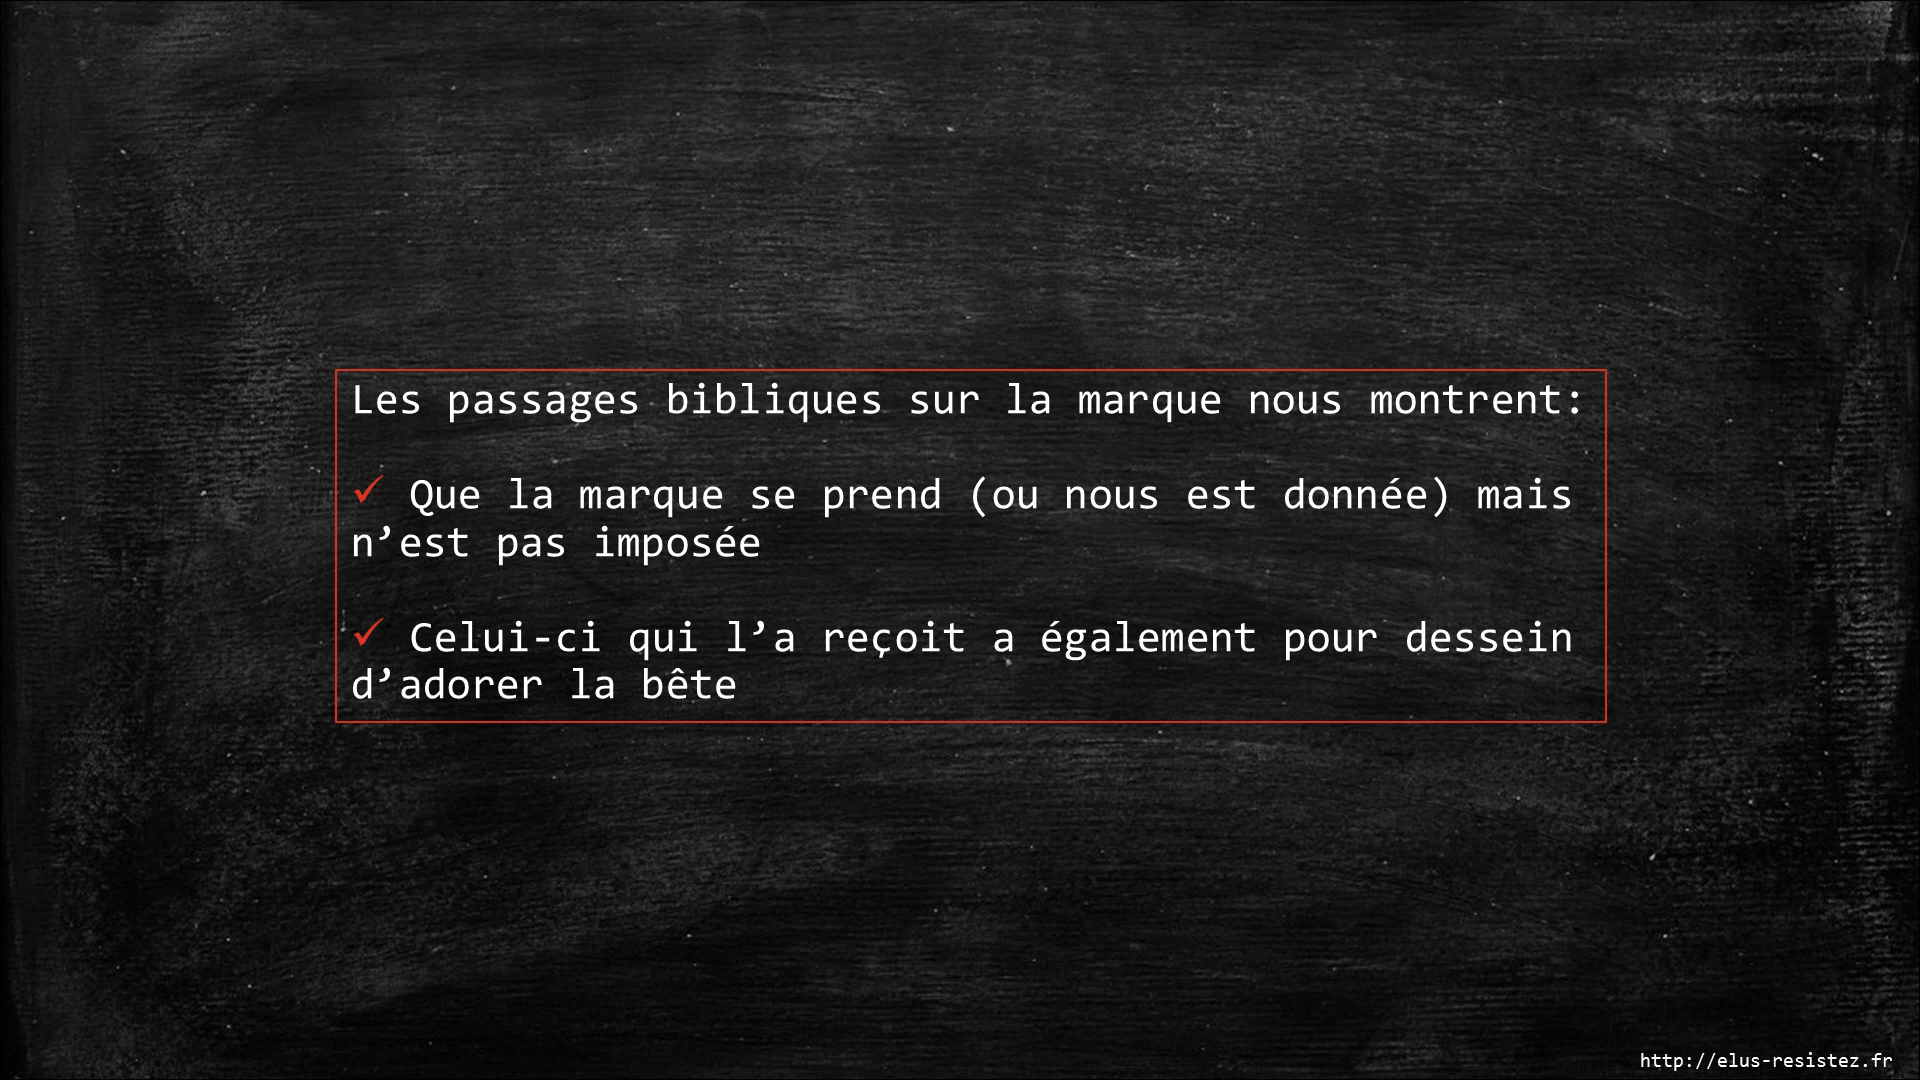 Les passages bibliques sur la marque nous montrent:
✓ Que la marque se prend (ou nous est donnée) mais
n’est pas imposée
✓ Celui-ci qui l’a reçoit a également pour dessein
d’adorer la bête
http://elus-resistez.fr